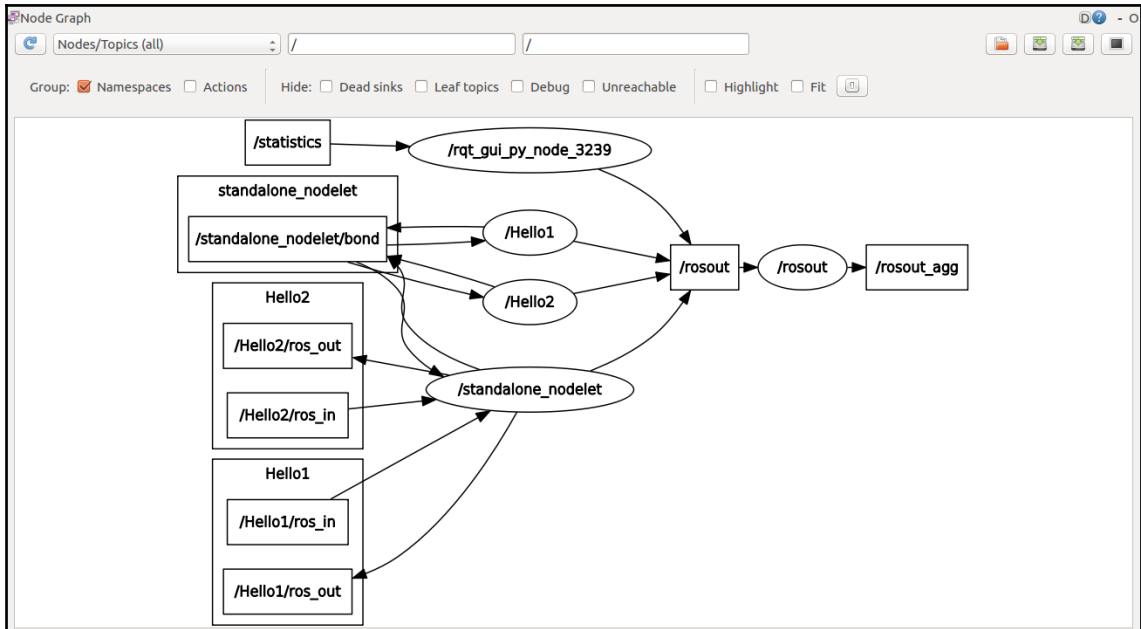 Node Graph
D ? - O
Nodes/Topics (all) / /
Group: Namespaces Actions Hide: Dead sinks Leaf topics Debug Unreachable Highlight Fit
/statistics
/rqt_gui_py_node_3239
standalone_nodelet
/standalone_nodelet/bond
/Hello1
/Hello2
/rosout
/rosout
/rosout_agg
Hello2
/Hello2/ros_out
/Hello2/ros_in
/standalone_nodelet
Hello1
/Hello1/ros_in
/Hello1/ros_out